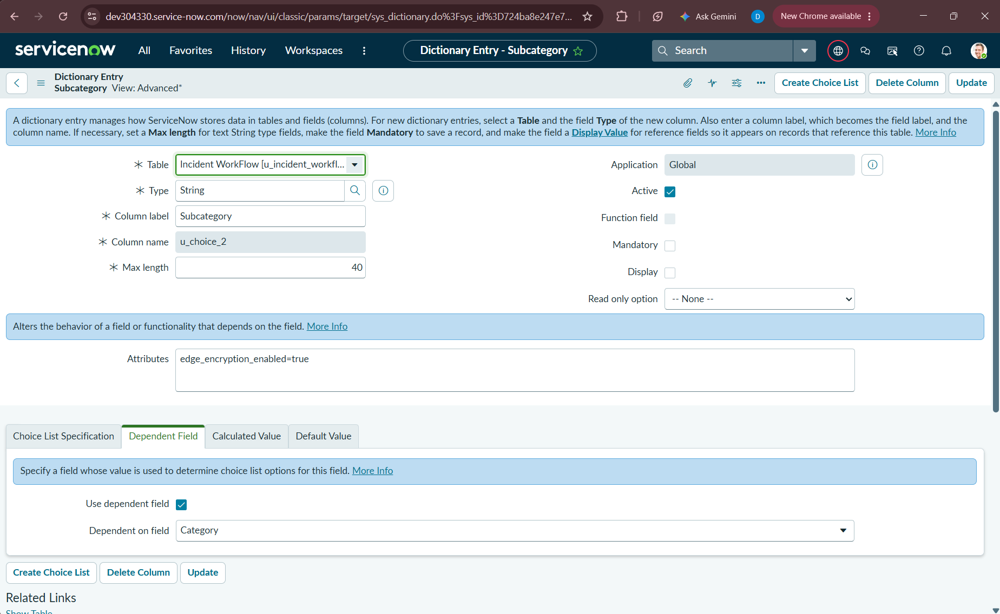 dev304330.service-now.com/now/nav/ui/classic/params/target/sys_dictionary.do%3Fsys_id%3D724ba8e247e7...
Ask Gemini
D
New Chrome available
servicenow
All
Favorites
History
Workspaces
Dictionary Entry - Subcategory
Search
Dictionary Entry
Subcategory View: Advanced*
Create Choice List
Delete Column
Update
A dictionary entry manages how ServiceNow stores data in tables and fields (columns). For new dictionary entries, select a Table and the field Type of the new column. Also enter a column label, which becomes the field label, and the
column name. If necessary, set a Max length for text String type fields, make the field Mandatory to save a record, and make the field a Display Value for reference fields so it appears on records that reference this table. More Info
Table
Incident WorkFlow [u_incident_workfl...
Application
Global
Type
String
Active
Column label
Subcategory
Function field
Column name
u_choice_2
Mandatory
Max length
40
Display
Read only option
-- None --
Alters the behavior of a field or functionality that depends on the field. More Info
Attributes
edge_encryption_enabled=true
Choice List Specification
Dependent Field
Calculated Value
Default Value
Specify a field whose value is used to determine choice list options for this field. More Info
Use dependent field
Dependent on field
Category
Create Choice List
Delete Column
Update
Related Links
Show Table